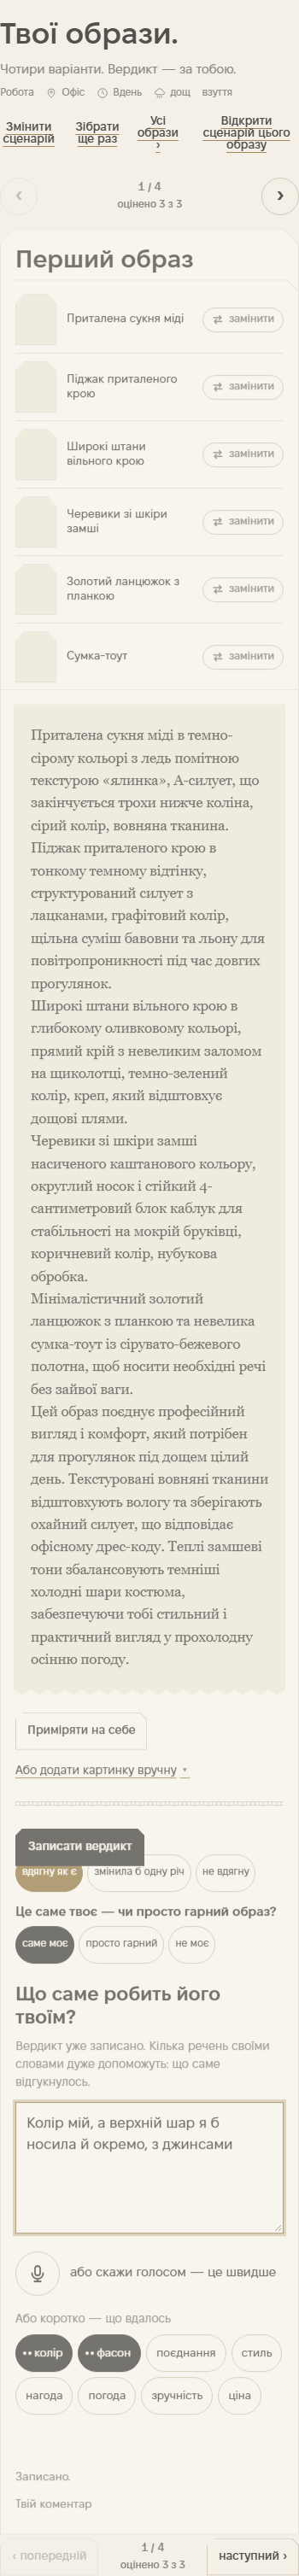 Твої образи.
Чотири варіанти. Вердикт — за тобою.
Робота Офіс Вдень дощ взуття
Змінити
сценарій
Зібрати
ще раз
Усі
образи
›
Відкрити
сценарій цього
образу
‹
1 / 4
оцінено 3 з 3
›
Перший образ
Приталена сукня міді
замінити
Піджак приталеного
крою
замінити
Широкі штани
вільного крою
замінити
Черевики зі шкіри
замші
замінити
Золотий ланцюжок з
планкою
замінити
Сумка-тоут
замінити
Приталена сукня міді в темно-
сірому кольорі з ледь помітною
текстурою «ялинка», А-силует, що
закінчується трохи нижче коліна,
сірий колір, вовняна тканина.
Піджак приталеного крою в
тонкому темному відтінку,
структурований силует з
лацканами, графітовий колір,
щільна суміш бавовни та льону для
повітропроникності під час довгих
прогулянок.
Широкі штани вільного крою в
глибокому оливковому кольорі,
прямий крій з невеликим заломом
на щиколотці, темно-зелений
колір, креп, який відштовхує
дощові плями.
Черевики зі шкіри замші
насиченого каштанового кольору,
округлий носок і стійкий 4-
сантиметровий блок каблук для
стабільності на мокрій бруківці,
коричневий колір, нубукова
обробка.
Мінімалістичний золотий
ланцюжок з планкою та невелика
сумка-тоут із сірувато-бежевого
полотна, щоб носити необхідні речі
без зайвої ваги.
Цей образ поєднує професійний
вигляд і комфорт, який потрібен
для прогулянок під дощем цілий
день. Текстуровані вовняні тканини
відштовхують вологу та зберігають
охайний силует, що відповідає
офісному дрес-коду. Теплі замшеві
тони збалансовують темніші
холодні шари костюма,
забезпечуючи тобі стильний і
практичний вигляд у прохолодну
осінню погоду.
Приміряти на себе
Або додати картинку вручну
Записати вердикт
вдягну як є змінила б одну річ не вдягну
Це саме твоє — чи просто гарний образ?
саме моє просто гарний не моє
Що саме робить його
твоїм?
Вердикт уже записано. Кілька речень своїми
словами дуже допоможуть: що саме
відгукнулось.
Колір мій, а верхній шар я б
носила й окремо, з джинсами
або скажи голосом — це швидше
Або коротко — що вдалось
колір фасон поєднання стиль
нагода погода зручність ціна
Записано.
Твій коментар
‹ попередній
1 / 4
оцінено 3 з 3
наступний ›